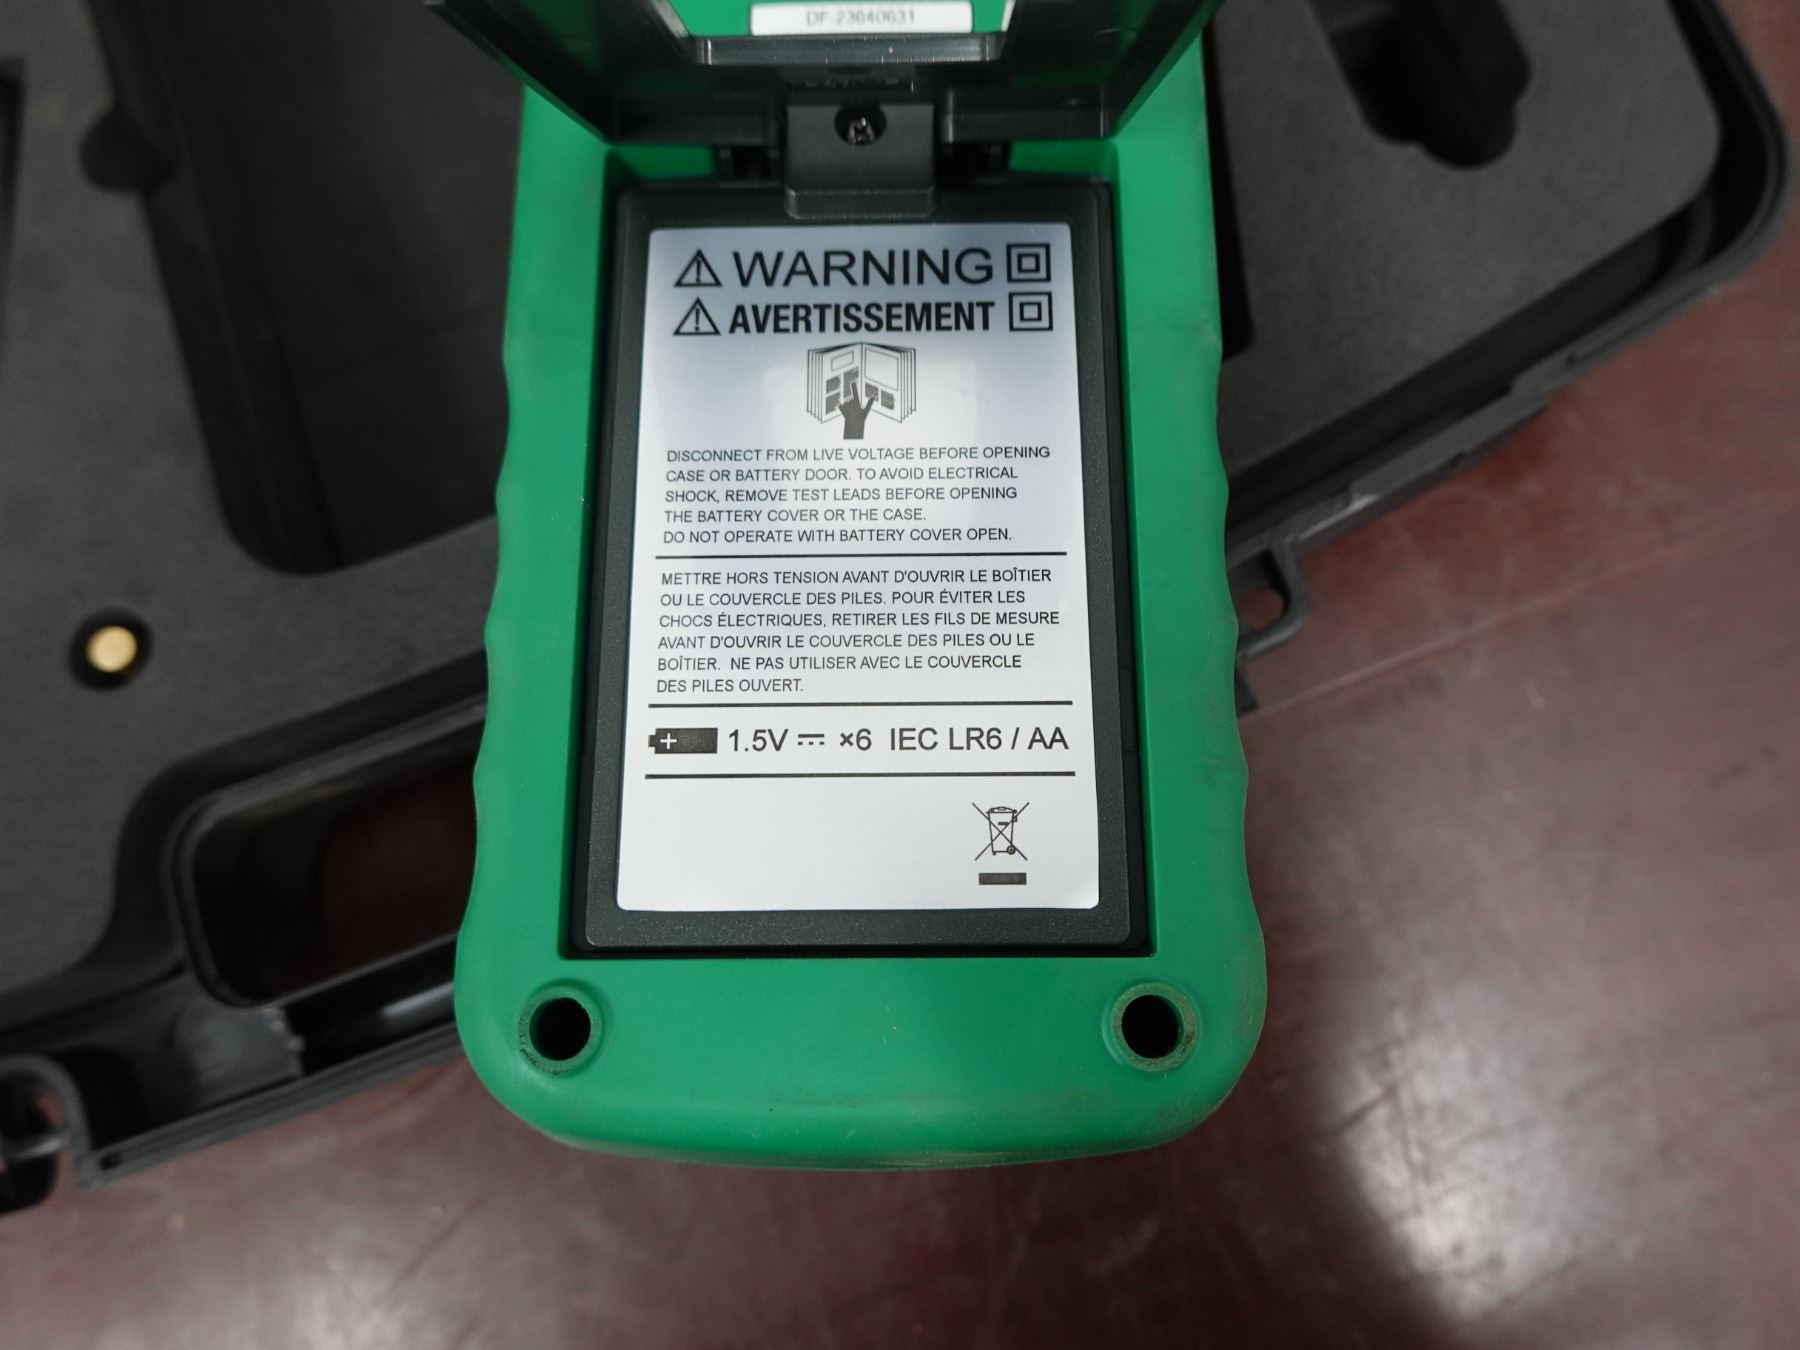 DF:23640631
WARNING
AVERTISSEMENT
DISCONNECT FROM LIVE VOLTAGE BEFORE OPENING
CASE OR BATTERY DOOR. TO AVOID ELECTRICAL
SHOCK, REMOVE TEST LEADS BEFORE OPENING
THE BATTERY COVER OR THE CASE.
DO NOT OPERATE WITH BATTERY COVER OPEN.
METTRE HORS TENSION AVANT D'OUVRIR LE BOÎTIER
OU LE COUVERCLE DES PILES. POUR ÉVITER LES
CHOCS ÉLECTRIQUES, RETIRER LES FILS DE MESURE
AVANT D'OUVRIR LE COUVERCLE DES PILES OU LE
BOÎTIER. NE PAS UTILISER AVEC LE COUVERCLE
DES PILES OUVERT.
+ 1.5V ⎓ ×6 IEC LR6 / AA